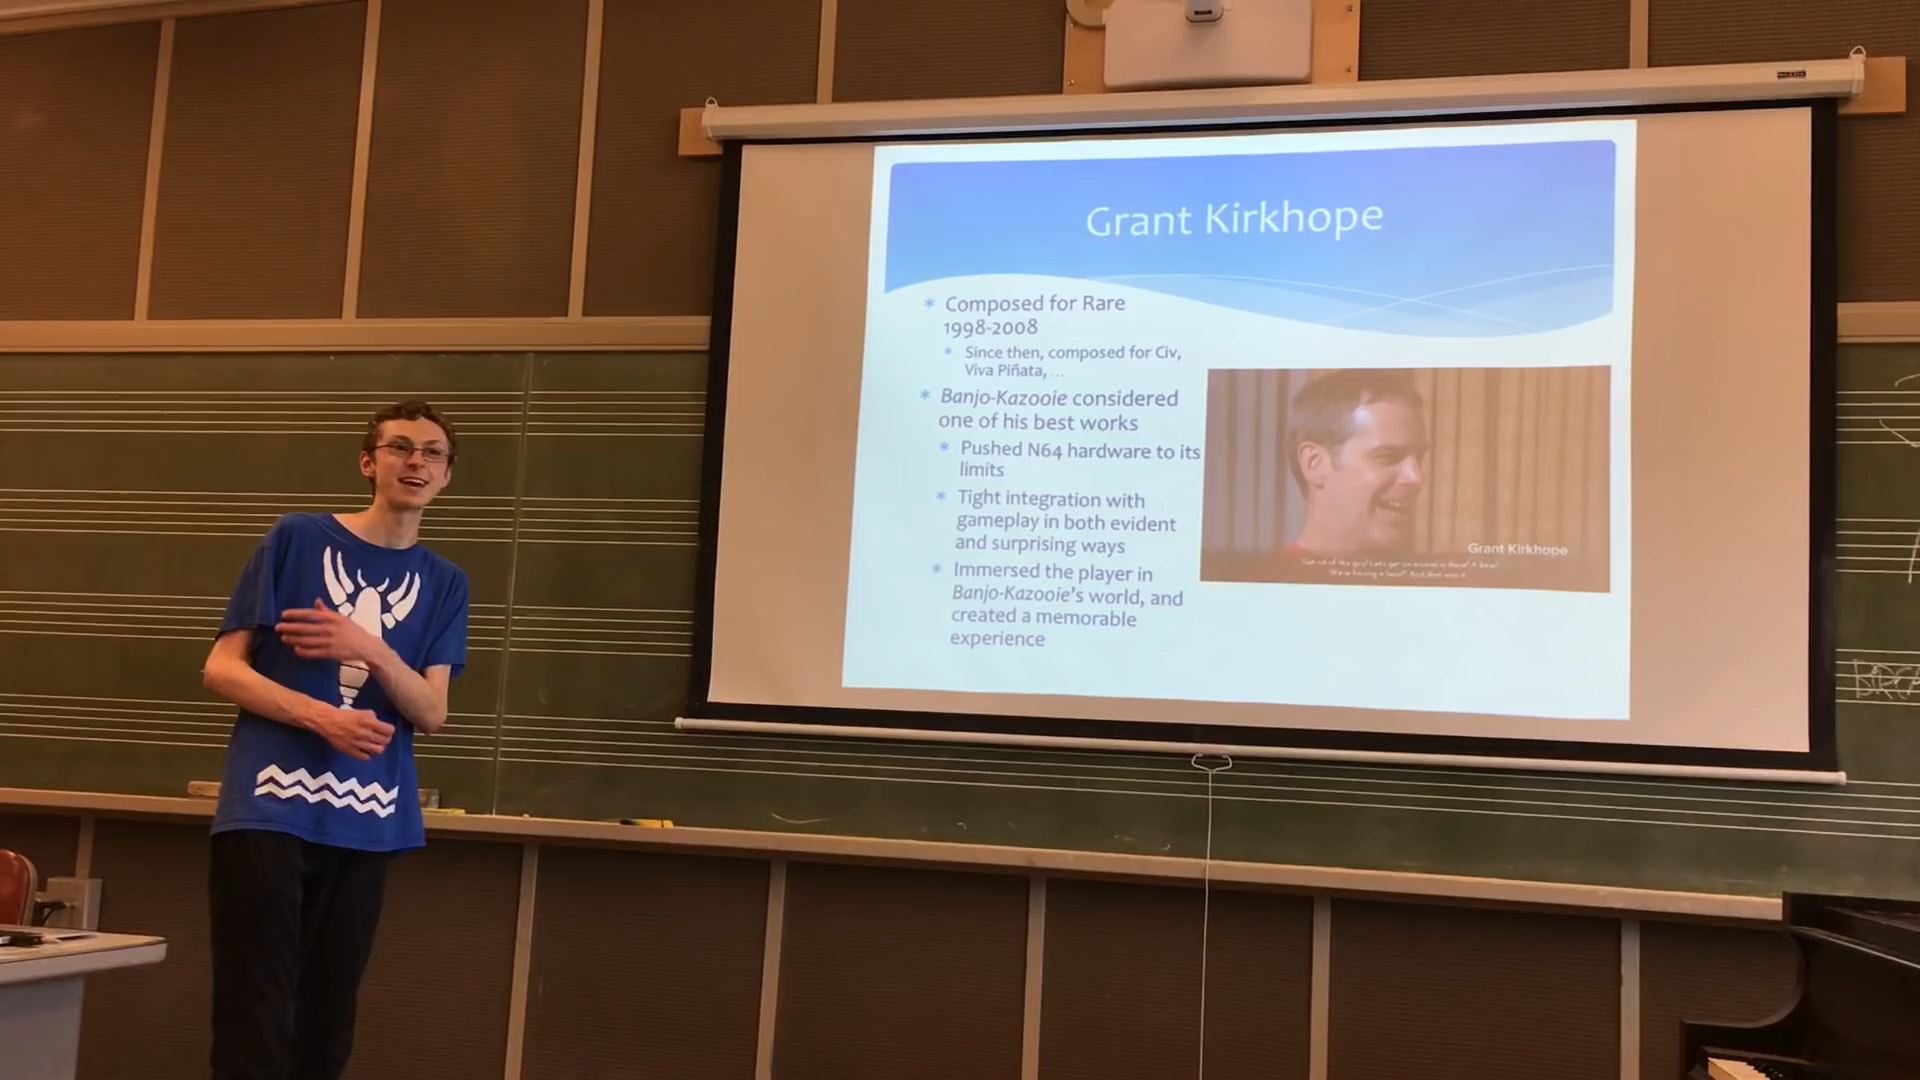 Grant Kirkhope
* Composed for Rare
1998-2008
* Since then, composed for Civ,
Viva Piñata, ...
* Banjo-Kazooie considered
one of his best works
* Pushed N64 hardware to its
limits
* Tight integration with
gameplay in both evident
and surprising ways
* Immersed the player in
Banjo-Kazooie's world, and
created a memorable
experience
Grant Kirkhope